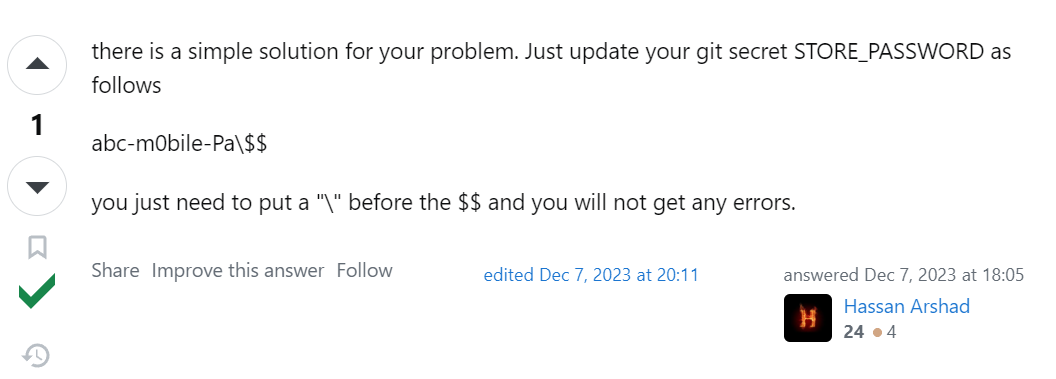 there is a simple solution for your problem. Just update your git secret STORE_PASSWORD as
follows
1
abc-m0bile-Pa\$$
you just need to put a "\" before the $$ and you will not get any errors.
Share Improve this answer Follow
edited Dec 7, 2023 at 20:11
answered Dec 7, 2023 at 18:05
H
Hassan Arshad
24 4